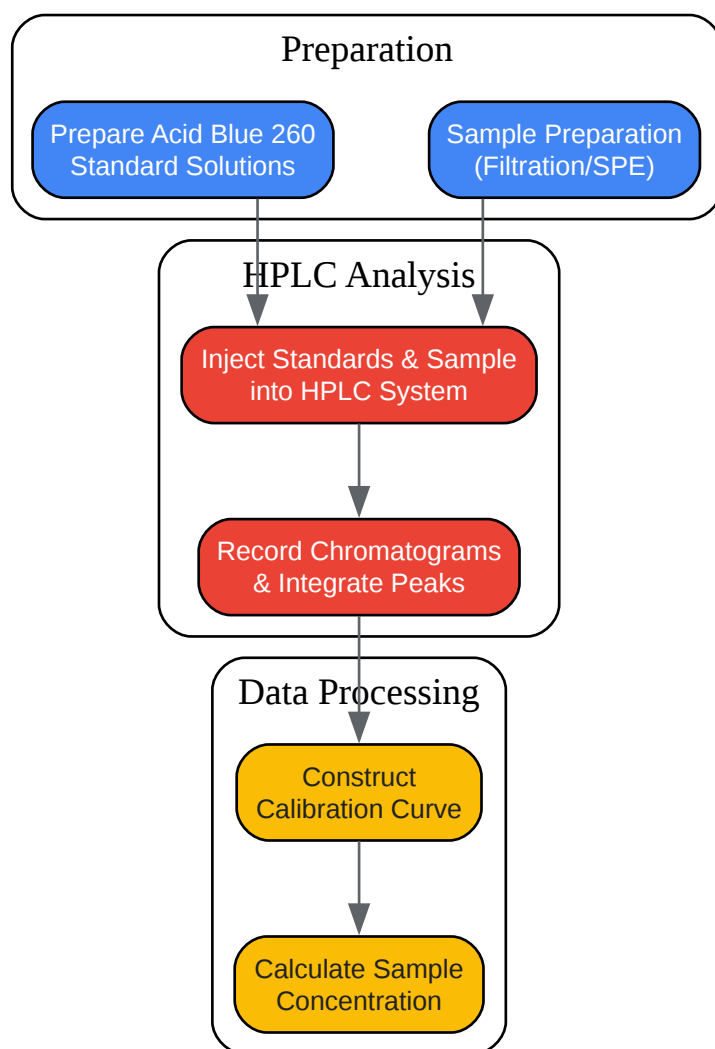 Preparation
Prepare Acid Blue 260
Standard Solutions
Sample Preparation
(Filtration/SPE)
HPLC Analysis
Inject Standards & Sample
into HPLC System
Record Chromatograms
& Integrate Peaks
Data Processing
Construct
Calibration Curve
Calculate Sample
Concentration